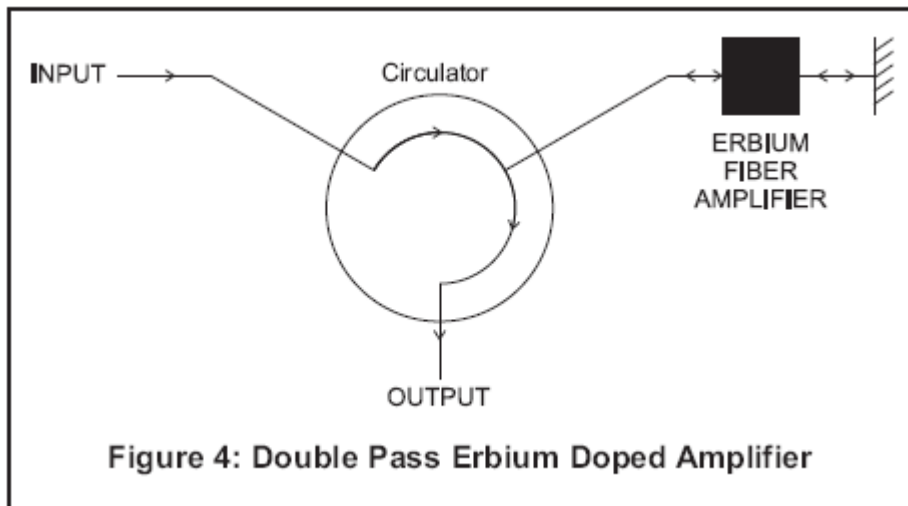 INPUT
Circulator
ERBIUM
FIBER
AMPLIFIER
OUTPUT
Figure 4: Double Pass Erbium Doped Amplifier